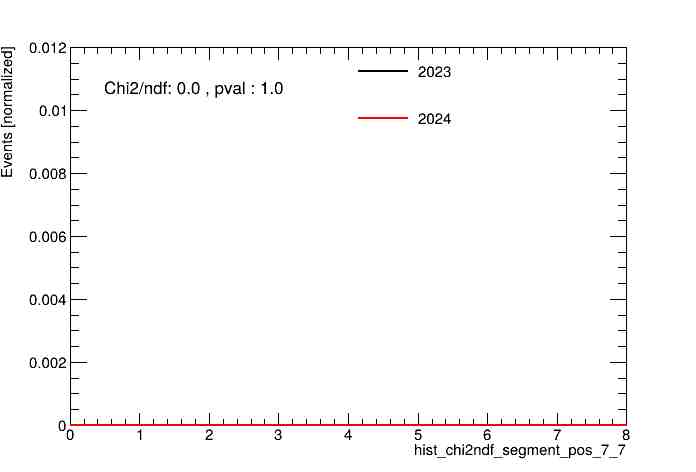 Events [normalized]
0.012
0.01
0.008
0.006
0.004
0.002
0
Chi2/ndf: 0.0 , pval : 1.0
2023
2024
0 1 2 3 4 5 6 7 8
hist_chi2ndf_segment_pos_7_7